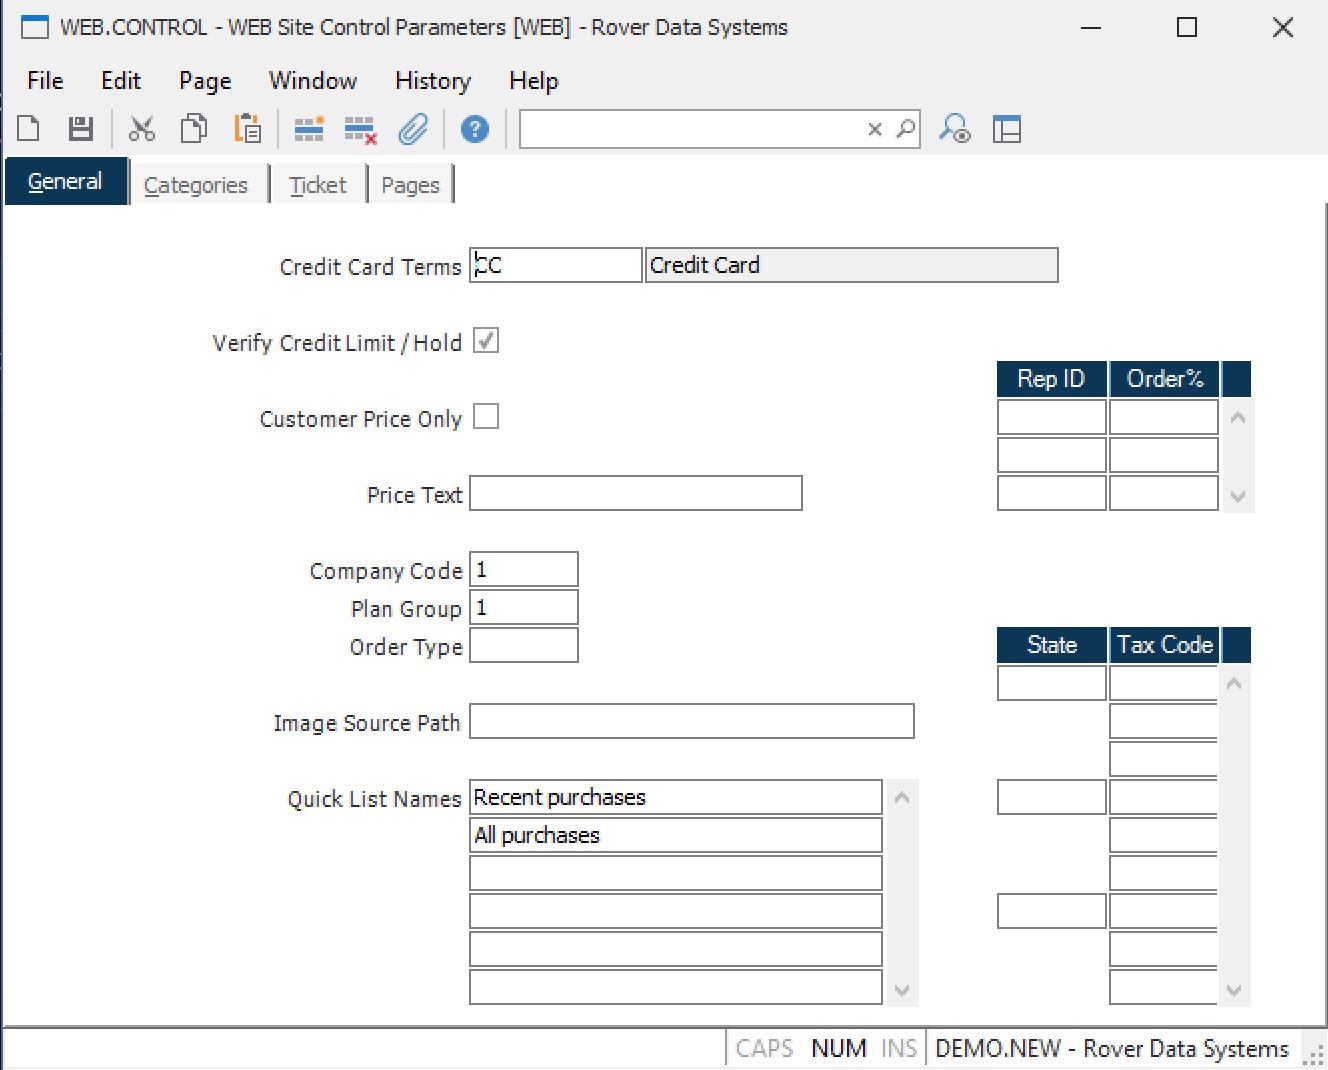 WEB.CONTROL - WEB Site Control Parameters [WEB] - Rover Data Systems
File Edit Page Window History Help
General Categories Ticket Pages
Credit Card Terms CC Credit Card
Verify Credit Limit / Hold
Rep ID Order%
Customer Price Only
Price Text
Company Code 1
Plan Group 1
Order Type
State Tax Code
Image Source Path
Quick List Names Recent purchases
All purchases
CAPS NUM INS DEMO.NEW - Rover Data Systems